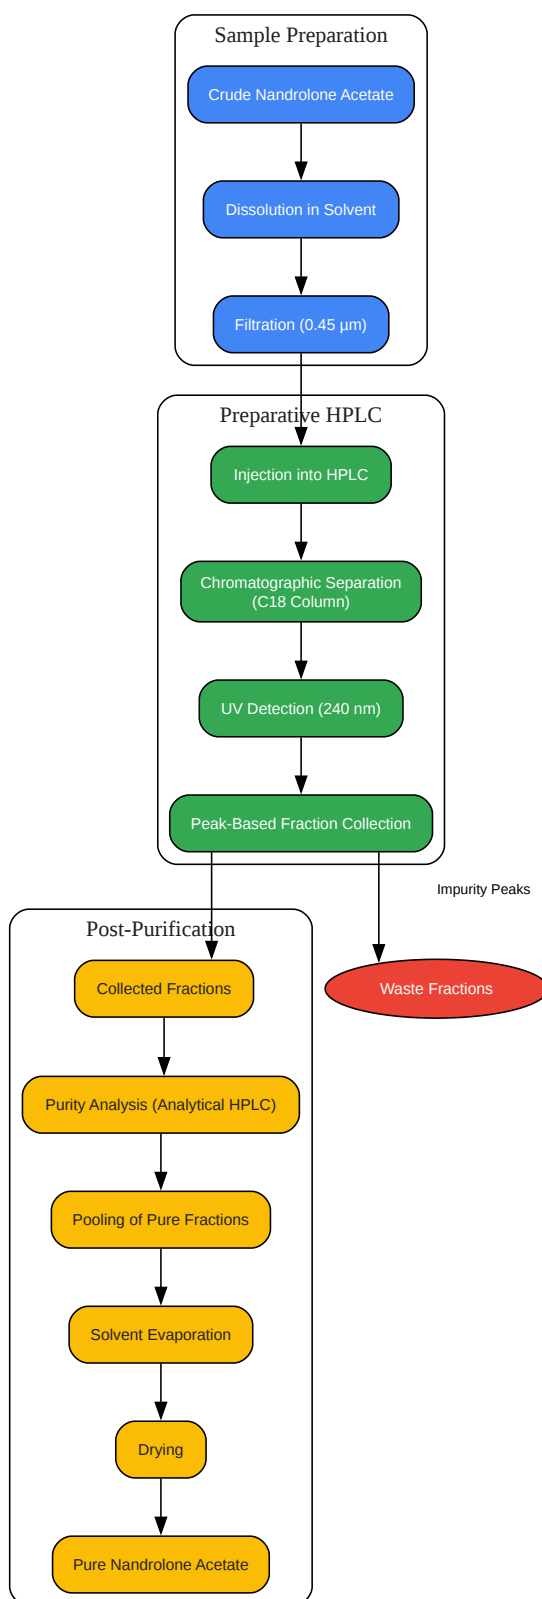 Sample Preparation
Crude Nandrolone Acetate
Dissolution in Solvent
Filtration (0.45 µm)
Preparative HPLC
Injection into HPLC
Chromatographic Separation
(C18 Column)
UV Detection (240 nm)
Peak-Based Fraction Collection
Impurity Peaks
Post-Purification
Collected Fractions
Waste Fractions
Purity Analysis (Analytical HPLC)
Pooling of Pure Fractions
Solvent Evaporation
Drying
Pure Nandrolone Acetate